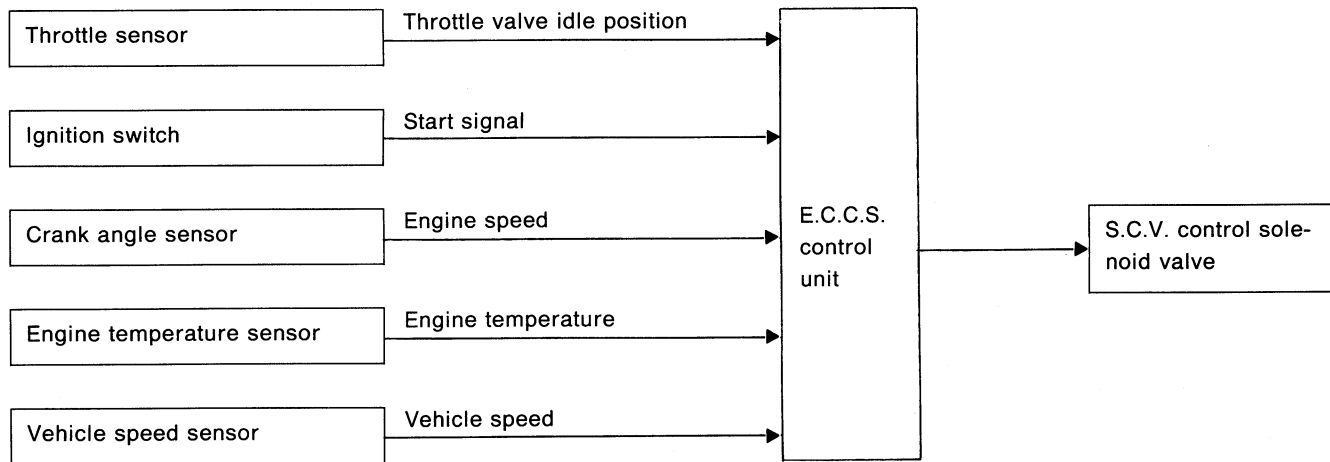 Throttle sensor
Throttle valve idle position
Ignition switch
Start signal
Crank angle sensor
Engine speed
Engine temperature sensor
Engine temperature
Vehicle speed sensor
Vehicle speed
E.C.C.S.
control
unit
S.C.V. control sole-
noid valve